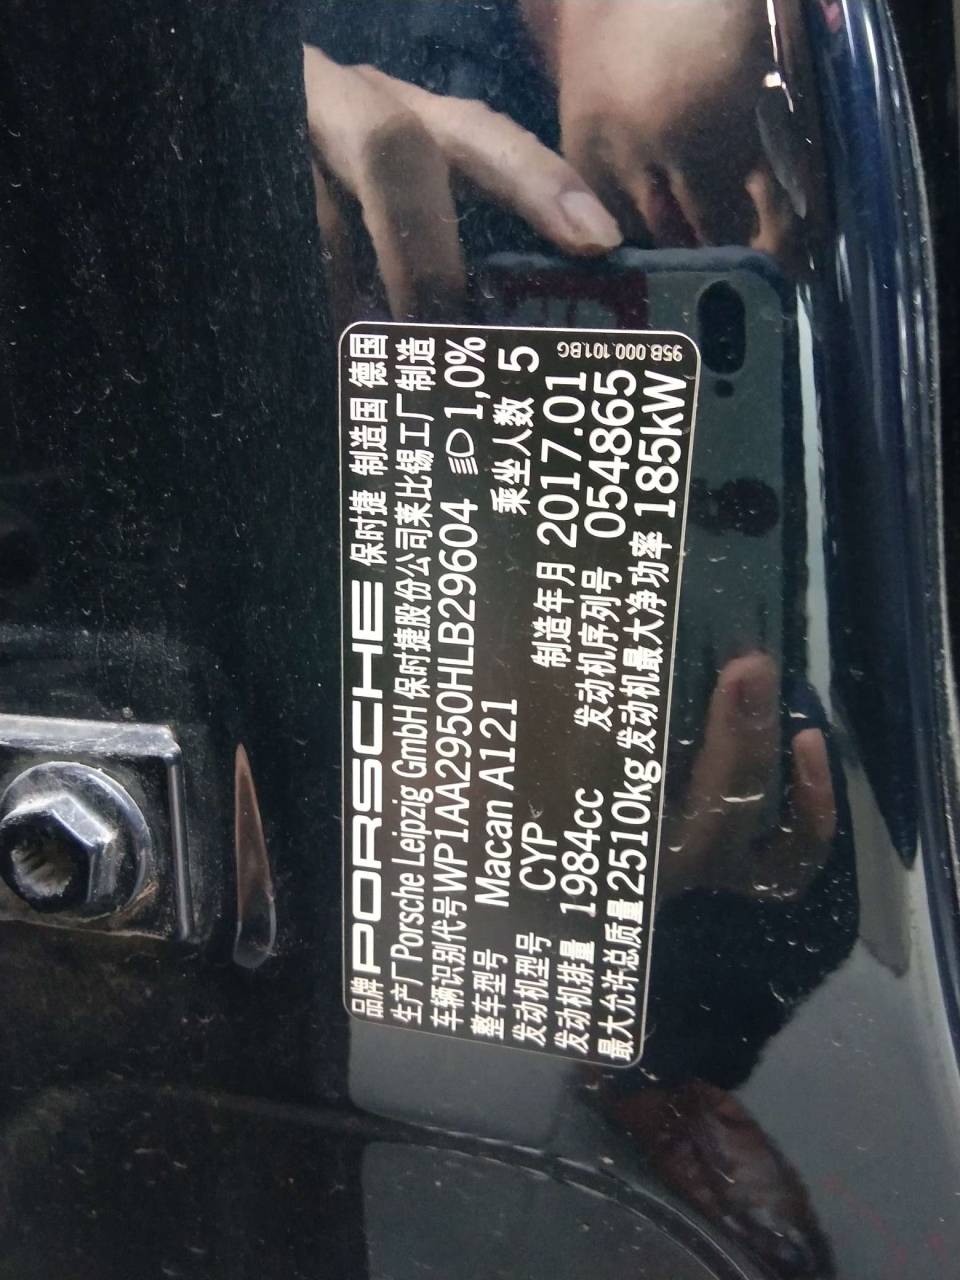 品牌 PORSCHE 保时捷 制造国 德国
生产厂 Porsche Leipzig GmbH 保时捷股份公司莱比锡工厂制造
车辆识别代号 WP1AA2950HLB29604 1,0%
整车型号 Macan A121 乘坐人数 5
发动机型号 CYP 制造年月 2017.01
发动机排量 1984cc 发动机序列号 054865
最大允许总质量 2510kg 发动机最大净功率 185kW
95B.000.101.BG